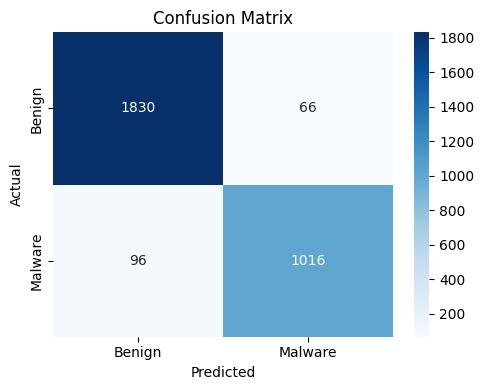 Confusion Matrix
Benign
Malware
Actual
1830
66
96
1016
Benign
Malware
Predicted
1800
1600
1400
1200
1000
800
600
400
200